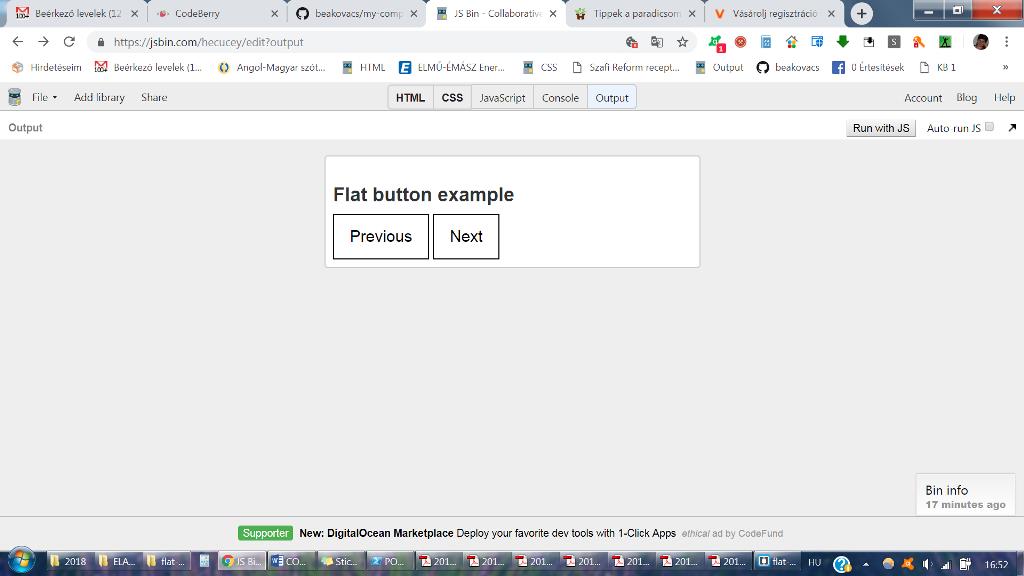 Beérkező levelek (12
CodeBerry
beakovacs/my-comp
JS Bin - Collaborative
Tippek a paradicsom
Vásárolj regisztráció
https://jsbin.com/hecucey/edit?output
1
Hirdetéseim
Beérkező levelek (1...
Angol-Magyar szót...
HTML
ELMŰ-ÉMÁSZ Ener...
CSS
Szafi Reform recept...
Output
beakovacs
0 Értesítések
KB 1
»
File
Add library
Share
HTML
CSS
JavaScript
Console
Output
Account
Blog
Help
Output
Run with JS
Auto-run JS
Flat button example
Previous
Next
Bin info
17 minutes ago
Supporter
New: DigitalOcean Marketplace Deploy your favorite dev tools with 1-Click Apps
ethical ad by CodeFund
2018
ELA...
flat-...
JS Bi...
CO...
Stic...
PO...
201...
201...
201...
201...
201...
201...
201...
flat-...
HU
16:52